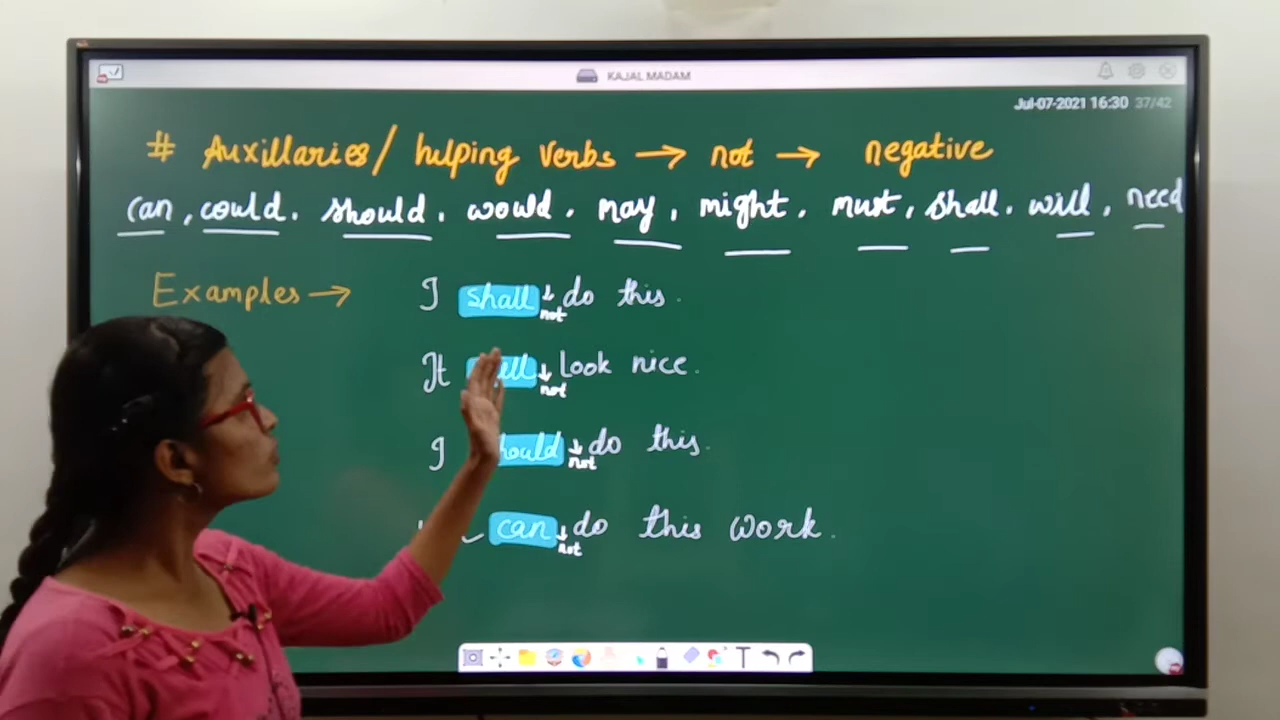 KAJAL MADAM
Jul-07-2021 16:30 37/42
# Auxillaries/ helping verbs → not → negative
can, could. should. would. may, might. must, shall. will, need
Examples →
I shall ↓ do this.
not
It ↓ look nice.
not
I ↓ do this.
not
can ↓ do this work.
not